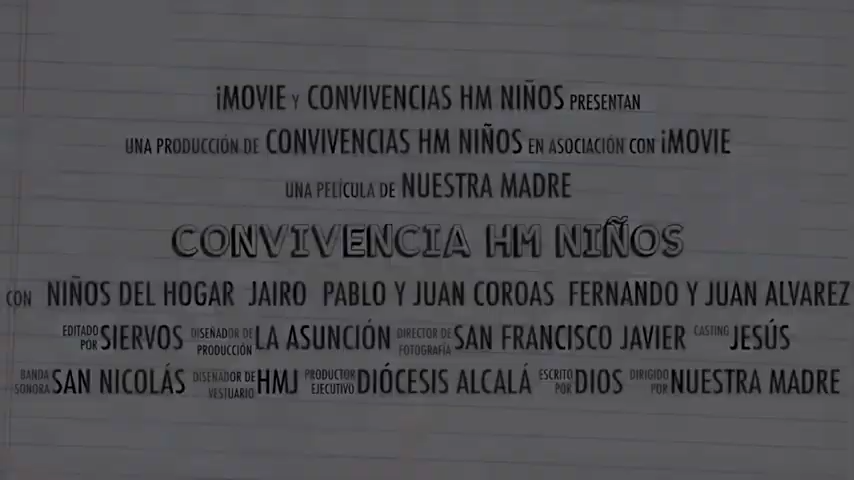 iMOVIE Y CONVIVENCIAS HM NIÑOS PRESENTAN
UNA PRODUCCIÓN DE CONVIVENCIAS HM NIÑOS EN ASOCIACIÓN CON iMOVIE
UNA PELÍCULA DE NUESTRA MADRE
CONVIVENCIA HM NIÑOS
CON NIÑOS DEL HOGAR JAIRO PABLO Y JUAN COROAS FERNANDO Y JUAN ALVAREZ
EDITADO POR SIERVOS DISEÑADOR DE PRODUCCIÓN LA ASUNCIÓN DIRECTOR DE FOTOGRAFÍA SAN FRANCISCO JAVIER CASTING JESÚS
BANDA SONORA SAN NICOLÁS DISEÑADOR DE VESTUARIO HMJ PRODUCTOR EJECUTIVO DIÓCESIS ALCALÁ ESCRITO POR DIOS DIRIGIDO POR NUESTRA MADRE